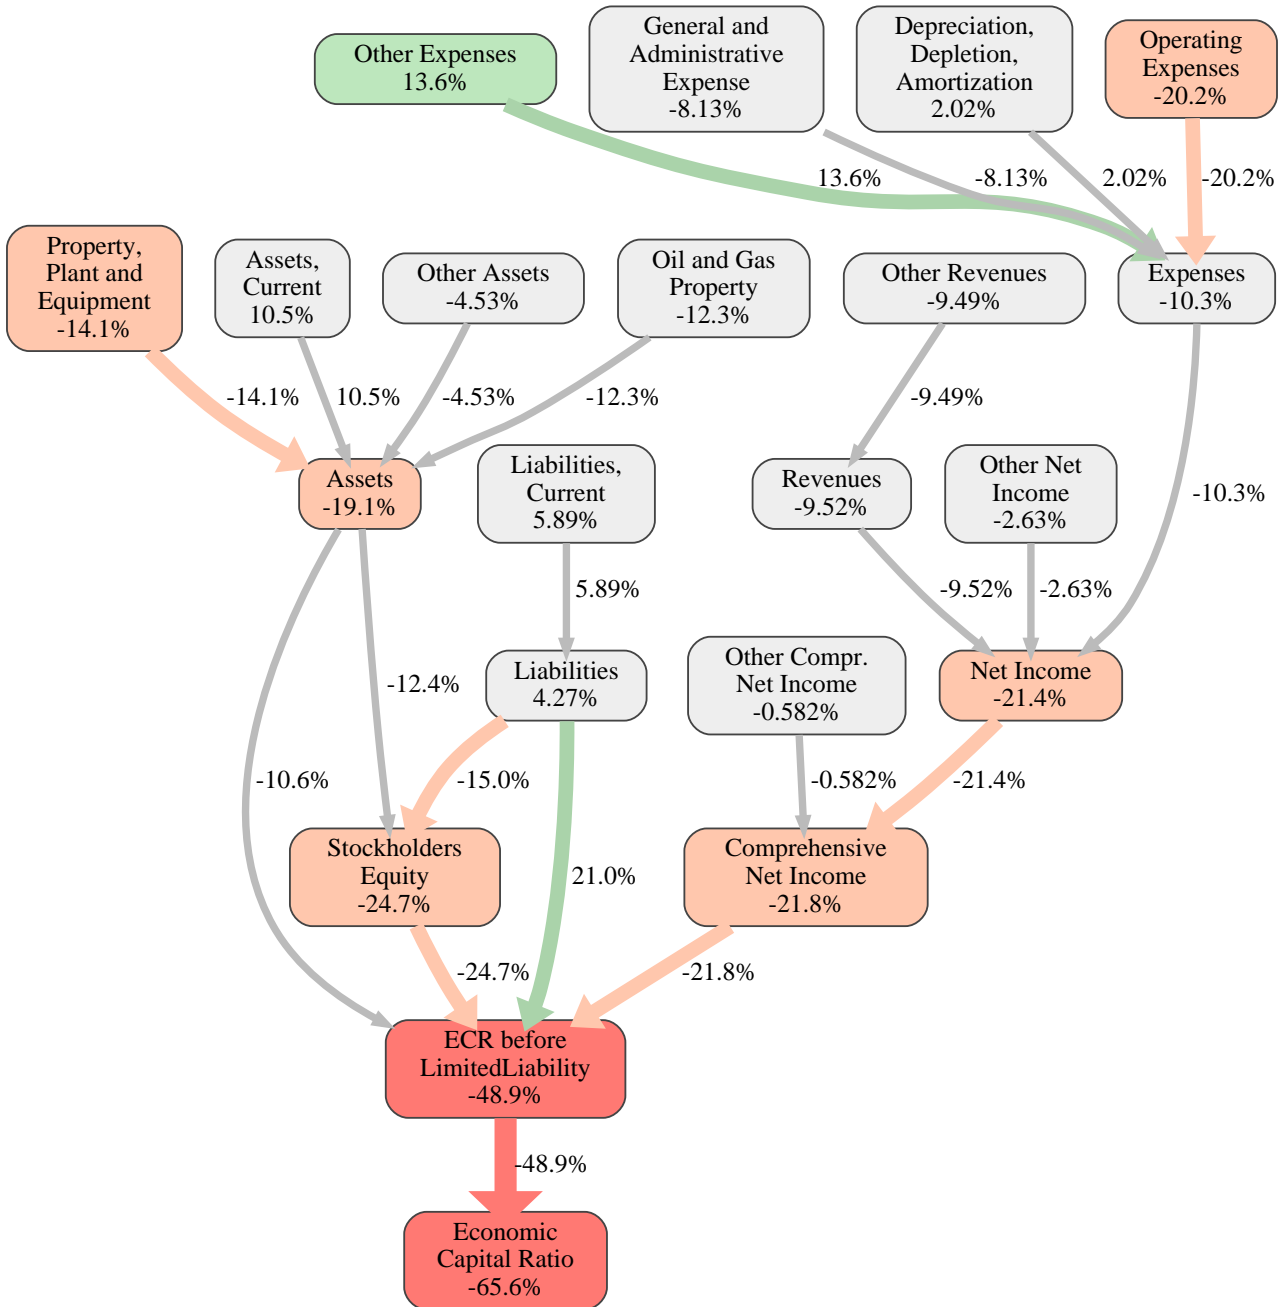 Other Expenses
13.6%
General and
Administrative
Expense
-8.13%
Depreciation,
Depletion,
Amortization
2.02%
Operating
Expenses
-20.2%
13.6%
-8.13%
2.02%
-20.2%
Property,
Plant and
Equipment
-14.1%
Assets,
Current
10.5%
Other Assets
-4.53%
Oil and Gas
Property
-12.3%
Other Revenues
-9.49%
Expenses
-10.3%
-14.1%
10.5%
-4.53%
-12.3%
-9.49%
Assets
-19.1%
Liabilities,
Current
5.89%
Revenues
-9.52%
Other Net
Income
-2.63%
-10.3%
5.89%
-9.52%
-2.63%
-12.4%
Liabilities
4.27%
Other Compr.
Net Income
-0.582%
Net Income
-21.4%
-10.6%
-15.0%
-0.582%
-21.4%
Stockholders
Equity
-24.7%
21.0%
Comprehensive
Net Income
-21.8%
-24.7%
-21.8%
ECR before
LimitedLiability
-48.9%
-48.9%
Economic
Capital Ratio
-65.6%